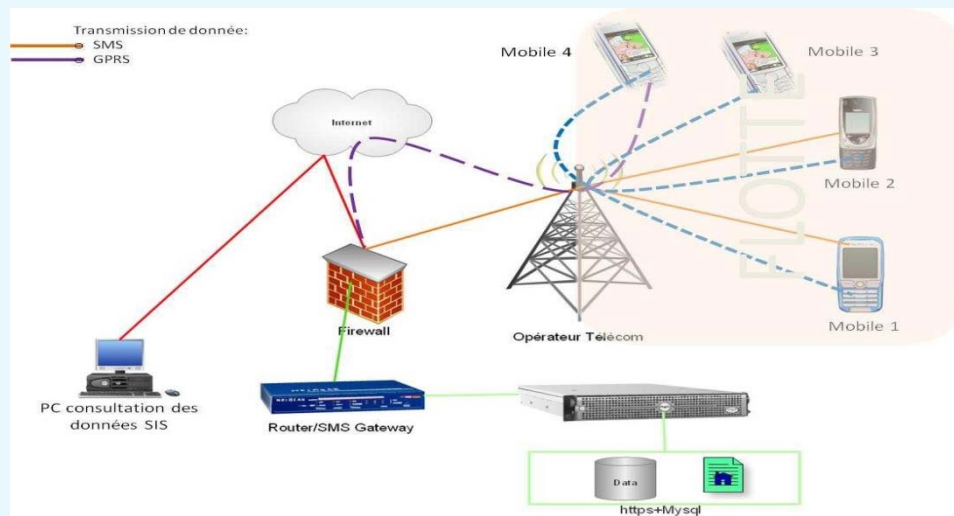 Transmission de donnée:
SMS
GPRS
Mobile 4
Mobile 3
Internet
Mobile 2
FLOTTE
Mobile 1
Firewall
Opérateur Télécom
PC consultation des
données SIS
Router/SMS Gateway
Data
https+Mysql